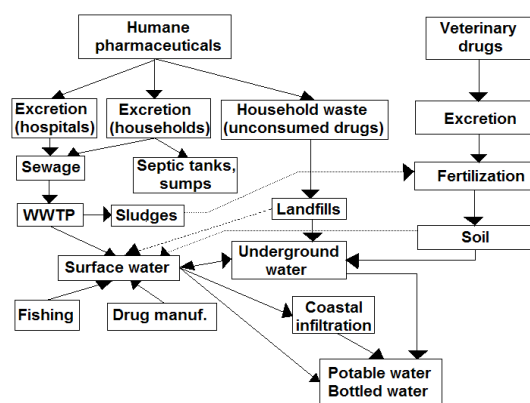 Humane
pharmaceuticals
Veterinary
drugs
Excretion
(hospitals)
Excretion
(households)
Household waste
(unconsumed drugs)
Excretion
Sewage
Septic tanks,
sumps
Fertilization
WWTP
Sludges
Landfills
Soil
Surface water
Underground
water
Fishing
Drug manuf.
Coastal
infiltration
Potable water
Bottled water